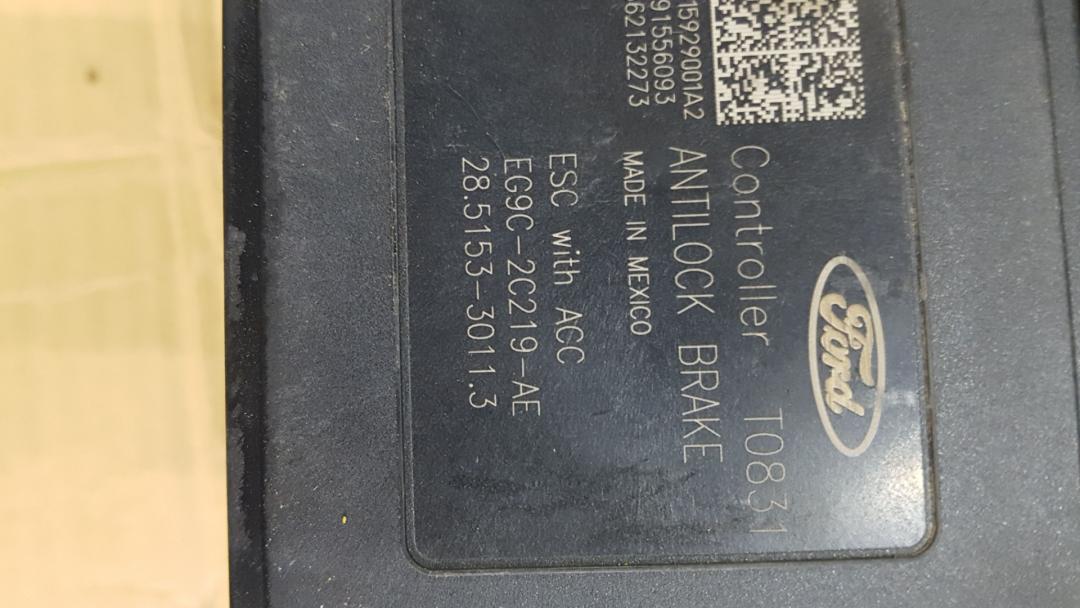 Ford
Controller T0831
ANTILOCK BRAKE
15929001A2
91556093
62132273
MADE IN MEXICO
ESC with ACC
EG9C-2C219-AE
28.5153-3011.3